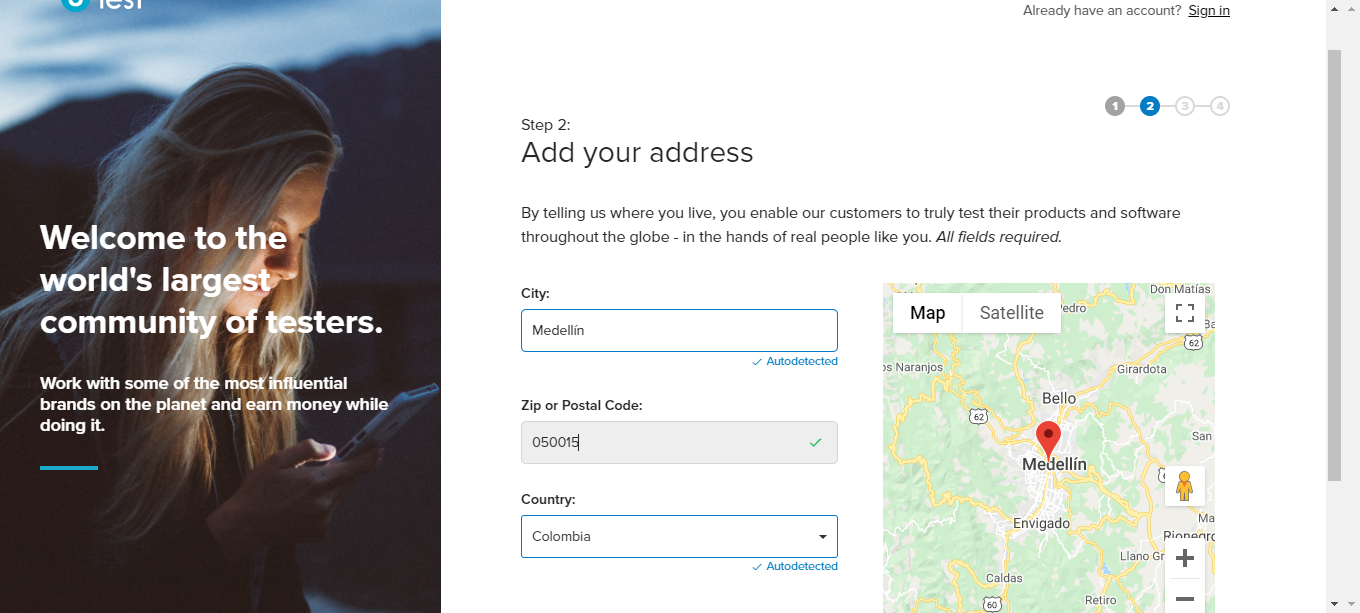 Test
Already have an account? Sign in
1 2 3 4
Step 2:
Add your address
By telling us where you live, you enable our customers to truly test their products and software
throughout the globe - in the hands of real people like you. All fields required.
Welcome to the
world's largest
community of testers.
Work with some of the most influential
brands on the planet and earn money while
doing it.
City:
Medellín
Autodetected
Zip or Postal Code:
050015
Country:
Colombia
Autodetected
Map Satellite
Don Matías
Pedro
62
os Naranjos
Girardota
Bello
62
San
Medellín
Envigado
Ma
Rionegro
Llano Gr
Caldas
60
Retiro